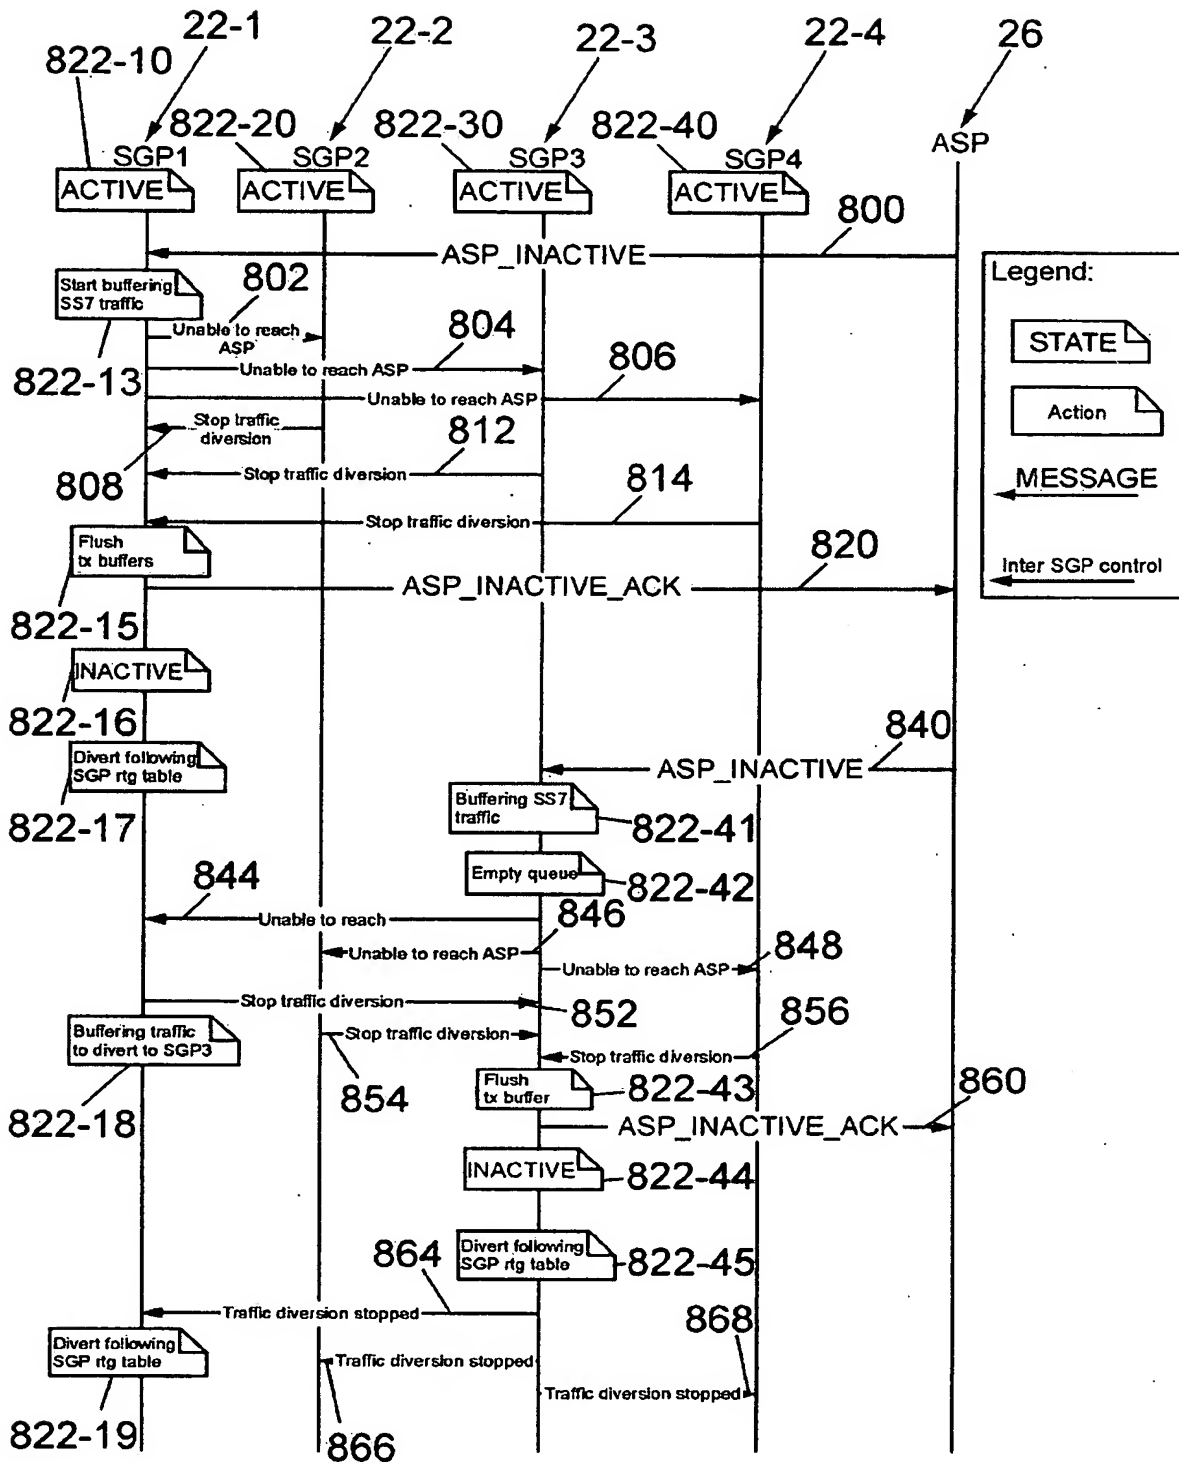 22-1
22-2
22-3
22-4
26
822-10
822-20
822-30
822-40
SGP1
SGP2
SGP3
SGP4
ASP
ACTIVE
ACTIVE
ACTIVE
ACTIVE
800
ASP_INACTIVE
Legend:
STATE
Action
MESSAGE
Inter SGP control
Start buffering
SS7 traffic
802
Unable to reach
ASP
822-13
804
Unable to reach ASP
806
Unable to reach ASP
Stop traffic
diversion
808
812
Stop traffic diversion
814
Stop traffic diversion
Flush
tx buffers
820
ASP_INACTIVE_ACK
822-15
INACTIVE
822-16
840
Divert following
SGP rtg table
ASP_INACTIVE
822-17
Buffering SS7
traffic
822-41
Empty queue
822-42
844
Unable to reach
846
Unable to reach ASP
848
Unable to reach ASP
Stop traffic diversion
852
856
Buffering traffic
to divert to SGP3
Stop traffic diversion
Stop traffic diversion
854
822-18
Flush
tx buffer
822-43
860
ASP_INACTIVE_ACK
INACTIVE
822-44
Divert following
SGP rtg table
822-45
864
Traffic diversion stopped
868
Divert following
SGP rtg table
Traffic diversion stopped
Traffic diversion stopped
822-19
866